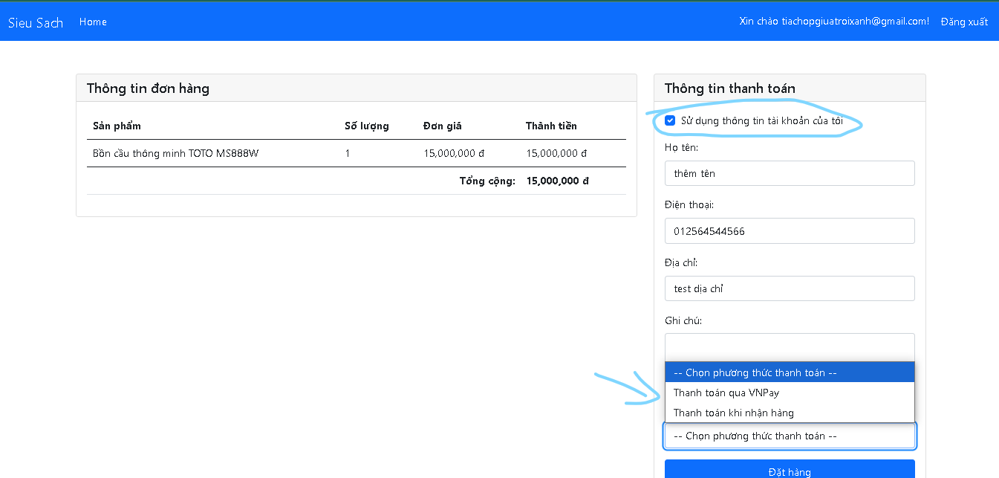 Sieu Sach Home Xin chào tiachopgiuatroixanh@gmail.com! Đăng xuất
Thông tin đơn hàng
Sản phẩm Số lượng Đơn giá Thành tiền
Bồn cầu thông minh TOTO MS888W 1 15,000,000 đ 15,000,000 đ
Tổng cộng: 15,000,000 đ
Thông tin thanh toán
Sử dụng thông tin tài khoản của tôi
Họ tên:
thêm tên
Điện thoại:
012564544566
Địa chỉ:
test địa chỉ
Ghi chú:
-- Chọn phương thức thanh toán --
Thanh toán qua VNPay
Thanh toán khi nhận hàng
-- Chọn phương thức thanh toán --
Đặt hàng